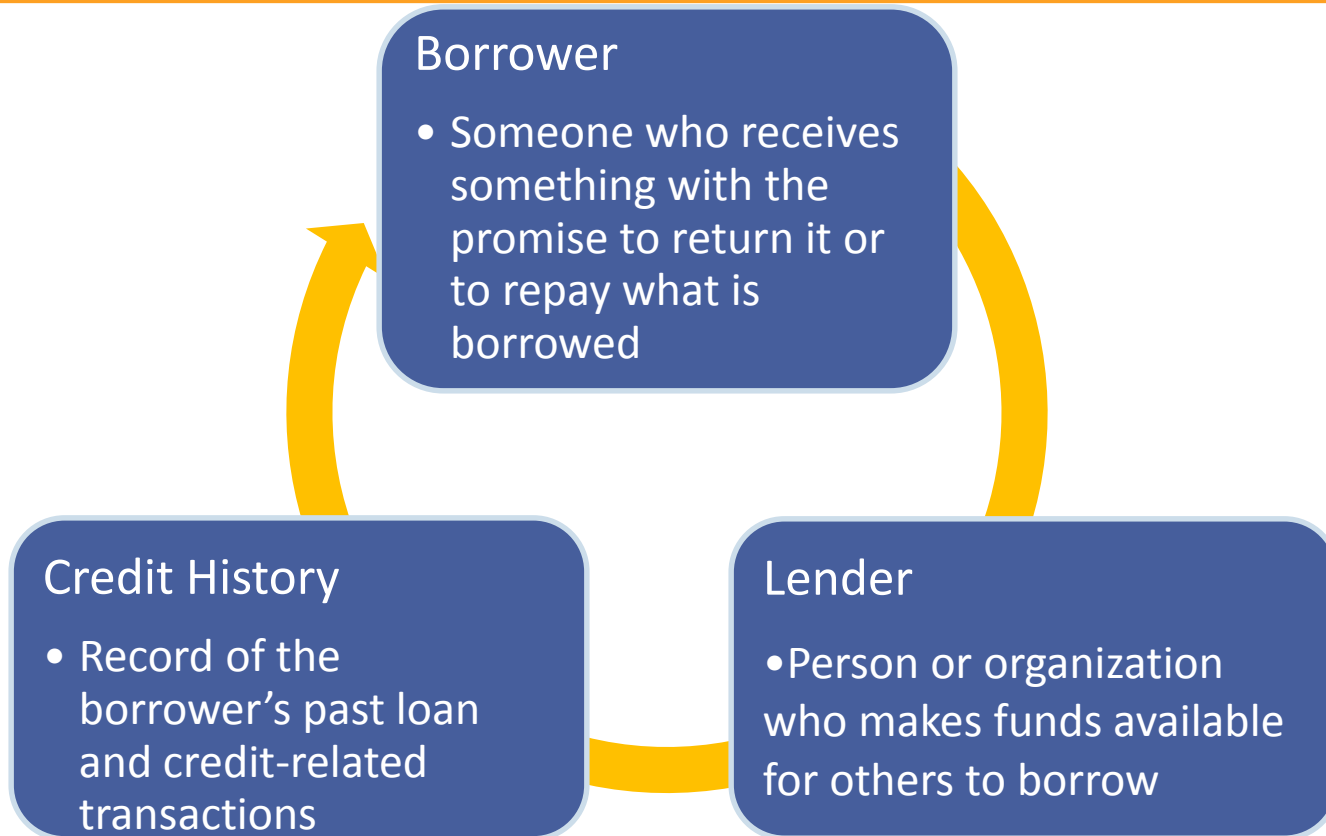 Borrower
• Someone who receives
something with the
promise to return it or
to repay what is
borrowed
Credit History
• Record of the
borrower’s past loan
and credit-related
transactions
Lender
•Person or organization
who makes funds available
for others to borrow